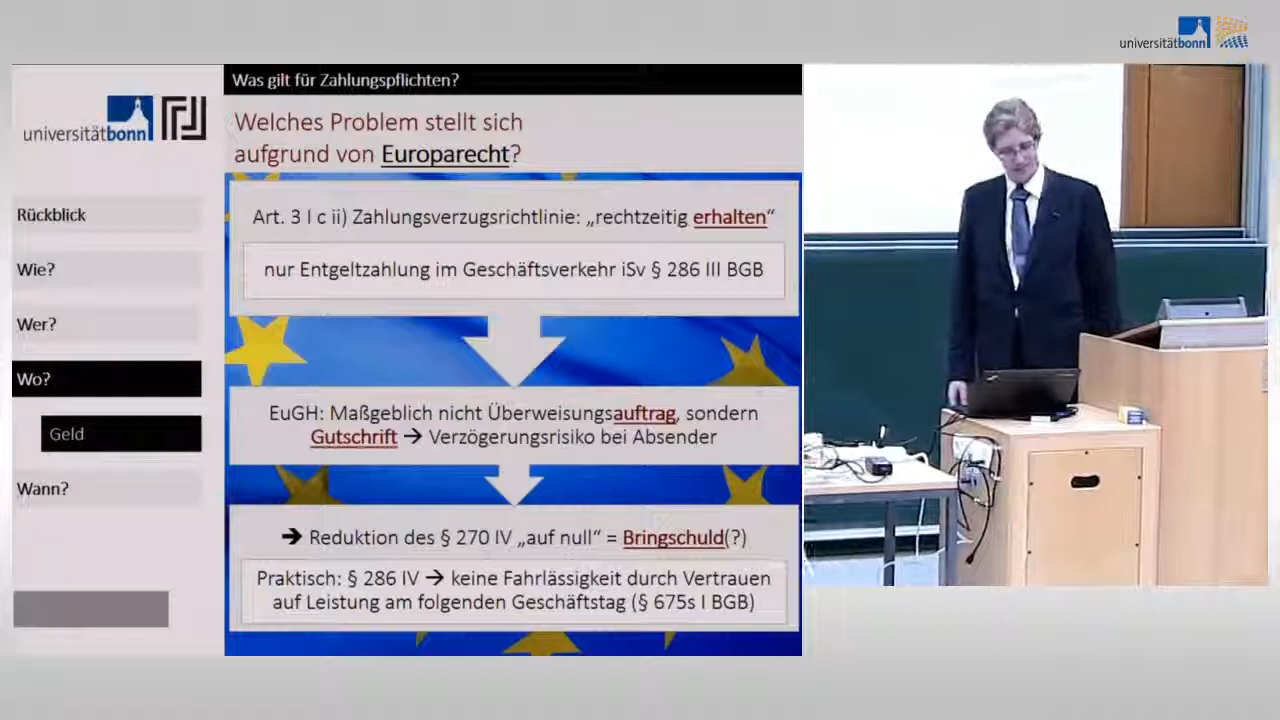 universitätbonn
Was gilt für Zahlungspflichten?
universitätbonn
Welches Problem stellt sich
aufgrund von Europarecht?
Rückblick
Wie?
Wer?
Wo?
Geld
Wann?
Art. 3 I c ii) Zahlungsverzugsrichtlinie: „rechtzeitig erhalten“
nur Entgeltzahlung im Geschäftsverkehr iSv § 286 III BGB
EuGH: Maßgeblich nicht Überweisungsauftrag, sondern
Gutschrift → Verzögerungsrisiko bei Absender
→ Reduktion des § 270 IV „auf null“ = Bringschuld(?)
Praktisch: § 286 IV → keine Fahrlässigkeit durch Vertrauen
auf Leistung am folgenden Geschäftstag (§ 675s I BGB)